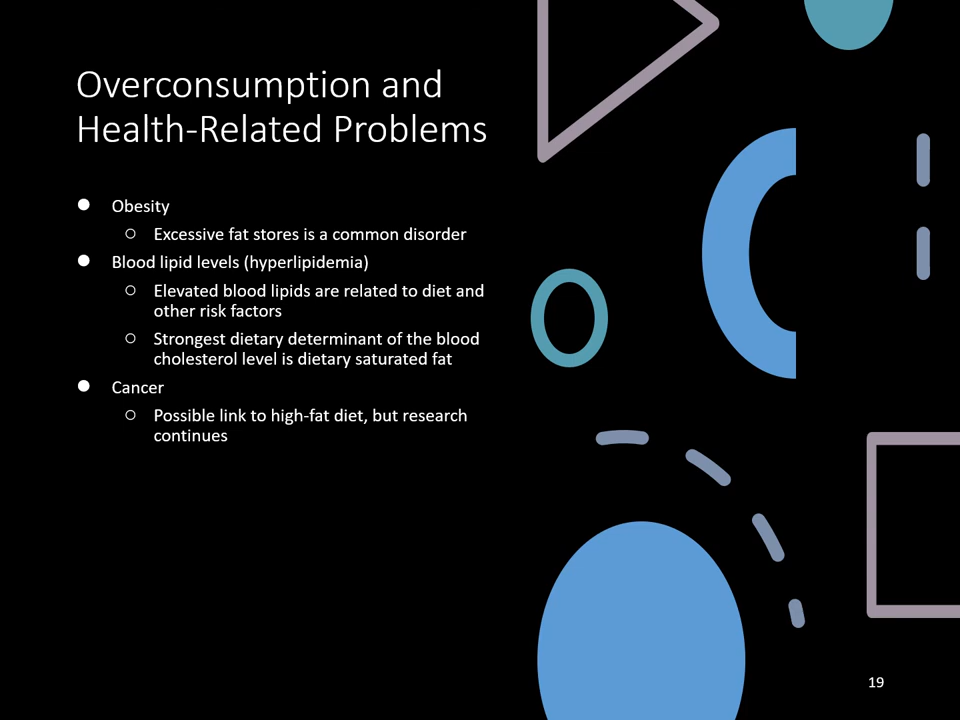 Overconsumption and
Health-Related Problems
● Obesity
○ Excessive fat stores is a common disorder
● Blood lipid levels (hyperlipidemia)
○ Elevated blood lipids are related to diet and
other risk factors
○ Strongest dietary determinant of the blood
cholesterol level is dietary saturated fat
● Cancer
○ Possible link to high-fat diet, but research
continues
19